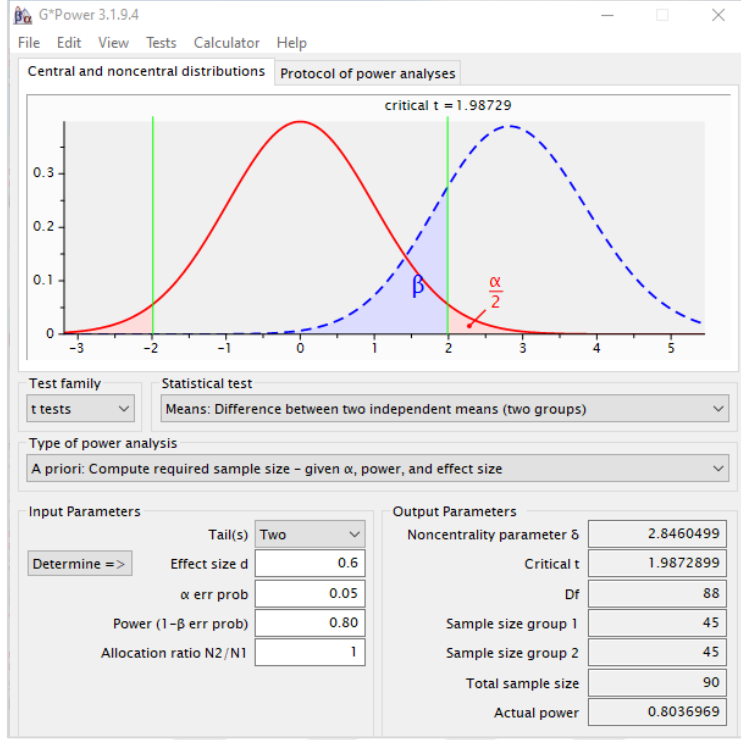 βα G*Power 3.1.9.4
File Edit View Tests Calculator Help
Central and noncentral distributions Protocol of power analyses
critical t = 1.98729
0.3
0.2
0.1
0
β
α
2
-3 -2 -1 0 1 2 3 4 5
Test family Statistical test
t tests Means: Difference between two independent means (two groups)
Type of power analysis
A priori: Compute required sample size – given α, power, and effect size
Input Parameters Output Parameters
Tail(s) Two Noncentrality parameter δ 2.8460499
Determine => Effect size d 0.6 Critical t 1.9872899
α err prob 0.05 Df 88
Power (1-β err prob) 0.80 Sample size group 1 45
Allocation ratio N2/N1 1 Sample size group 2 45
Total sample size 90
Actual power 0.8036969